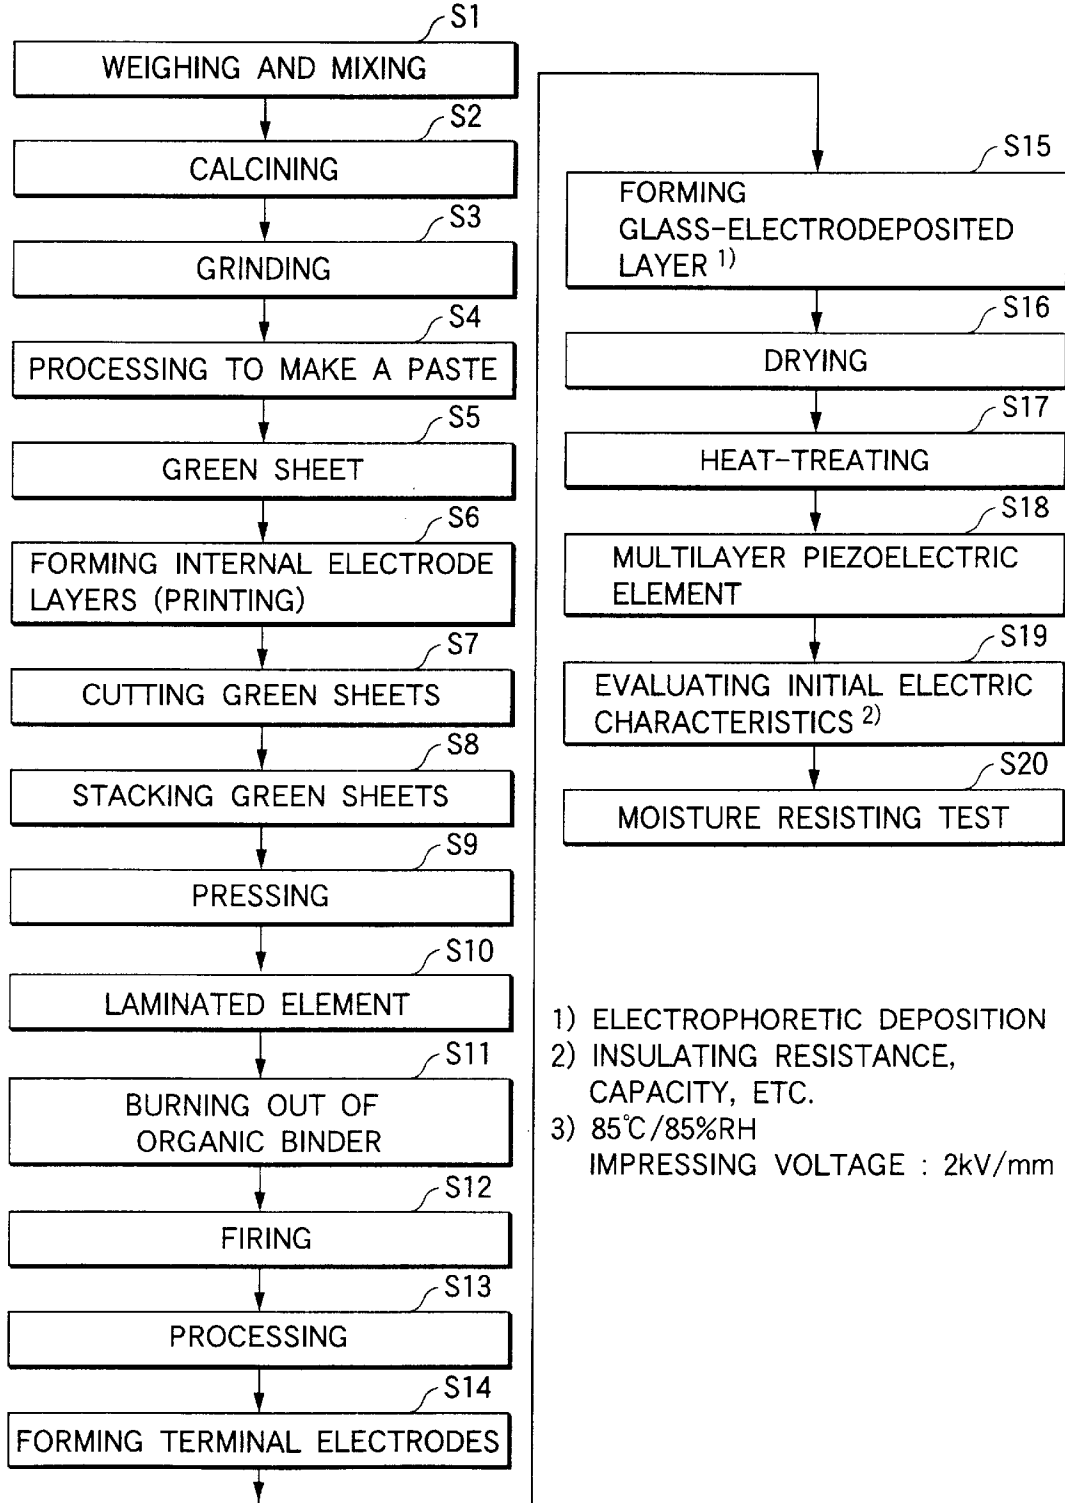 S1
WEIGHING AND MIXING
S2
CALCINING
S3
GRINDING
S4
PROCESSING TO MAKE A PASTE
S5
GREEN SHEET
S6
FORMING INTERNAL ELECTRODE
LAYERS (PRINTING)
S7
CUTTING GREEN SHEETS
S8
STACKING GREEN SHEETS
S9
PRESSING
S10
LAMINATED ELEMENT
S11
BURNING OUT OF
ORGANIC BINDER
S12
FIRING
S13
PROCESSING
S14
FORMING TERMINAL ELECTRODES
S15
FORMING
GLASS-ELECTRODEPOSITED
LAYER 1)
S16
DRYING
S17
HEAT-TREATING
S18
MULTILAYER PIEZOELECTRIC
ELEMENT
S19
EVALUATING INITIAL ELECTRIC
CHARACTERISTICS 2)
S20
MOISTURE RESISTING TEST
1) ELECTROPHORETIC DEPOSITION
2) INSULATING RESISTANCE,
CAPACITY, ETC.
3) 85℃/85%RH
IMPRESSING VOLTAGE : 2kV/mm